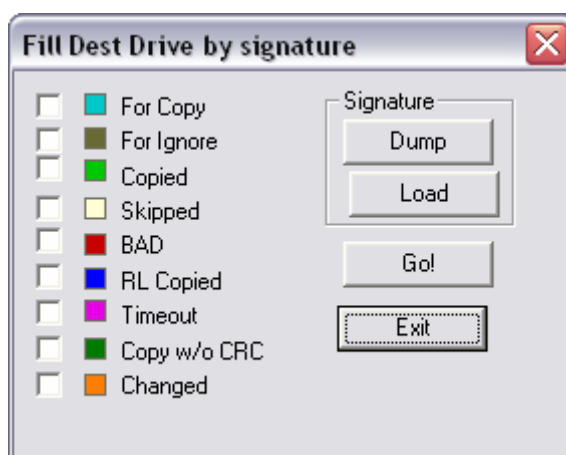 Fill Dest Drive by signature
For Copy
For Ignore
Copied
Skipped
BAD
RL Copied
Timeout
Copy w/o CRC
Changed
Signature
Dump
Load
Go!
Exit